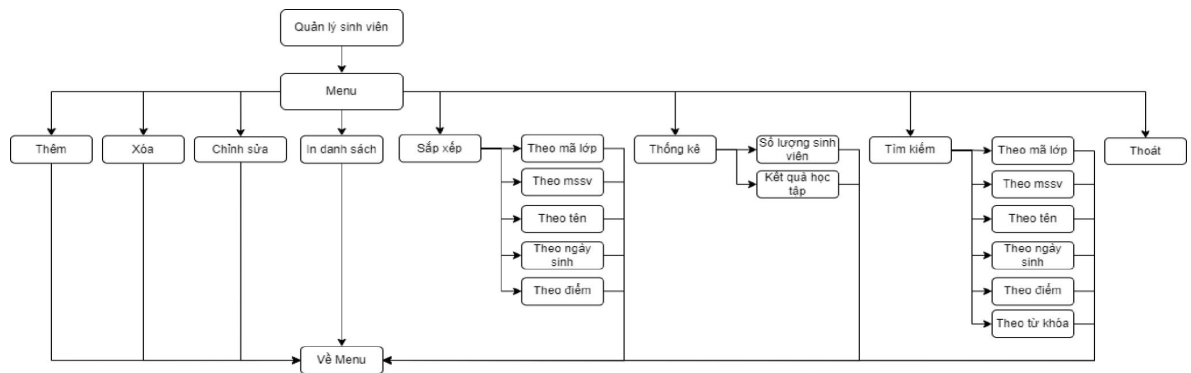 Quản lý sinh viên
Menu
Thêm
Xóa
Chỉnh sửa
In danh sách
Sắp xếp
Theo mã lớp
Theo mssv
Theo tên
Theo ngày
sinh
Theo điểm
Thống kê
Số lượng sinh
viên
Kết quả học
tập
Tìm kiếm
Theo mã lớp
Theo mssv
Theo tên
Theo ngày
sinh
Theo điểm
Theo từ khóa
Thoát
Về Menu